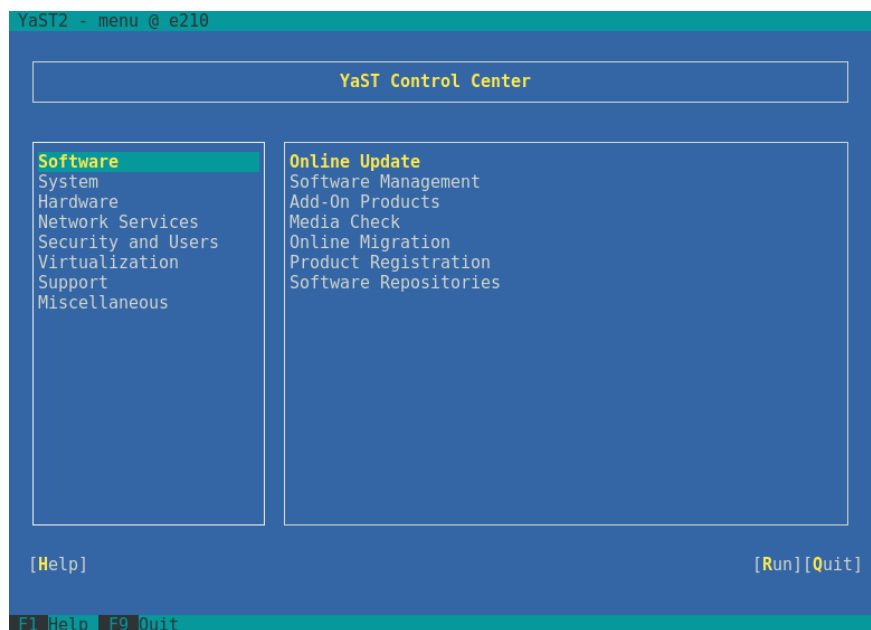 YaST2 - menu @ e210
YaST Control Center
Software
System
Hardware
Network Services
Security and Users
Virtualization
Support
Miscellaneous
Online Update
Software Management
Add-On Products
Media Check
Online Migration
Product Registration
Software Repositories
[Help] [Run][Quit]
F1 Help F9 Quit